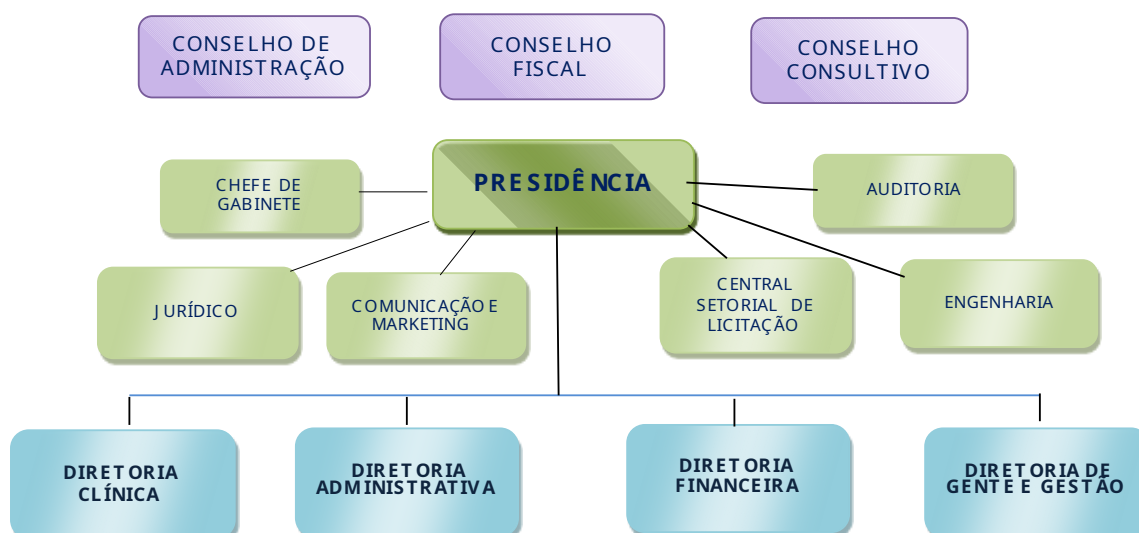 CONSELHO DE
ADMINISTRAÇÃO
CONSELHO
FISCAL
CONSELHO
CONSULTIVO
PRESIDÊNCIA
CHEFE DE
GABINETE
AUDITORIA
JURÍDICO
COMUNICAÇÃO E
MARKETING
CENTRAL
SETORIAL DE
LICITAÇÃO
ENGENHARIA
DIRETORIA
CLÍNICA
DIRETORIA
ADMINISTRATIVA
DIRETORIA
FINANCEIRA
DIRETORIA DE
GENTE E GESTÃO